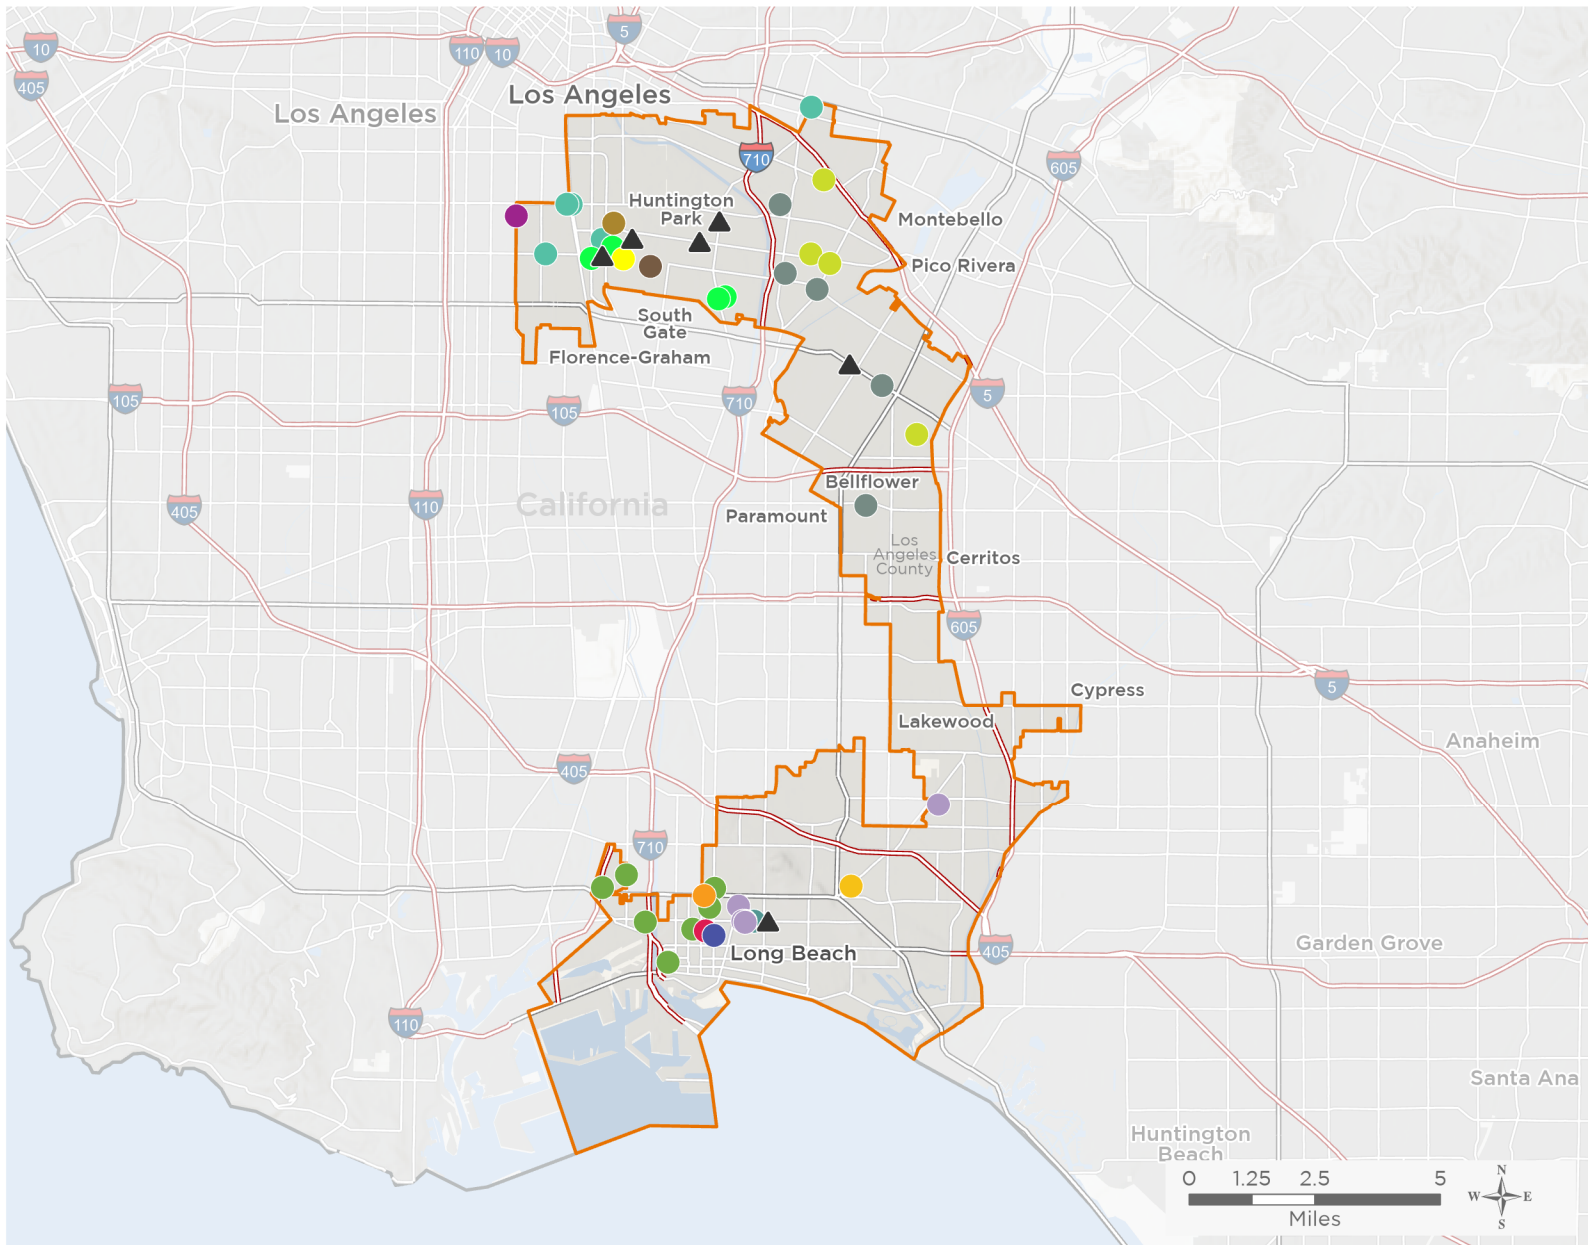 5
10
110
10
405
Los Angeles
Los Angeles
710
605
Huntington
Park
Montebello
Pico Rivera
South
Gate
Florence-Graham
105
105
710
5
Bellflower
405
110
California
Paramount
Los
Angeles
County
Cerritos
605
Cypress
5
Lakewood
Anaheim
405
710
Long Beach
405
Garden Grove
110
Santa Ana
Huntington
Beach
0 1.25 2.5 5
Miles
N
W E
S